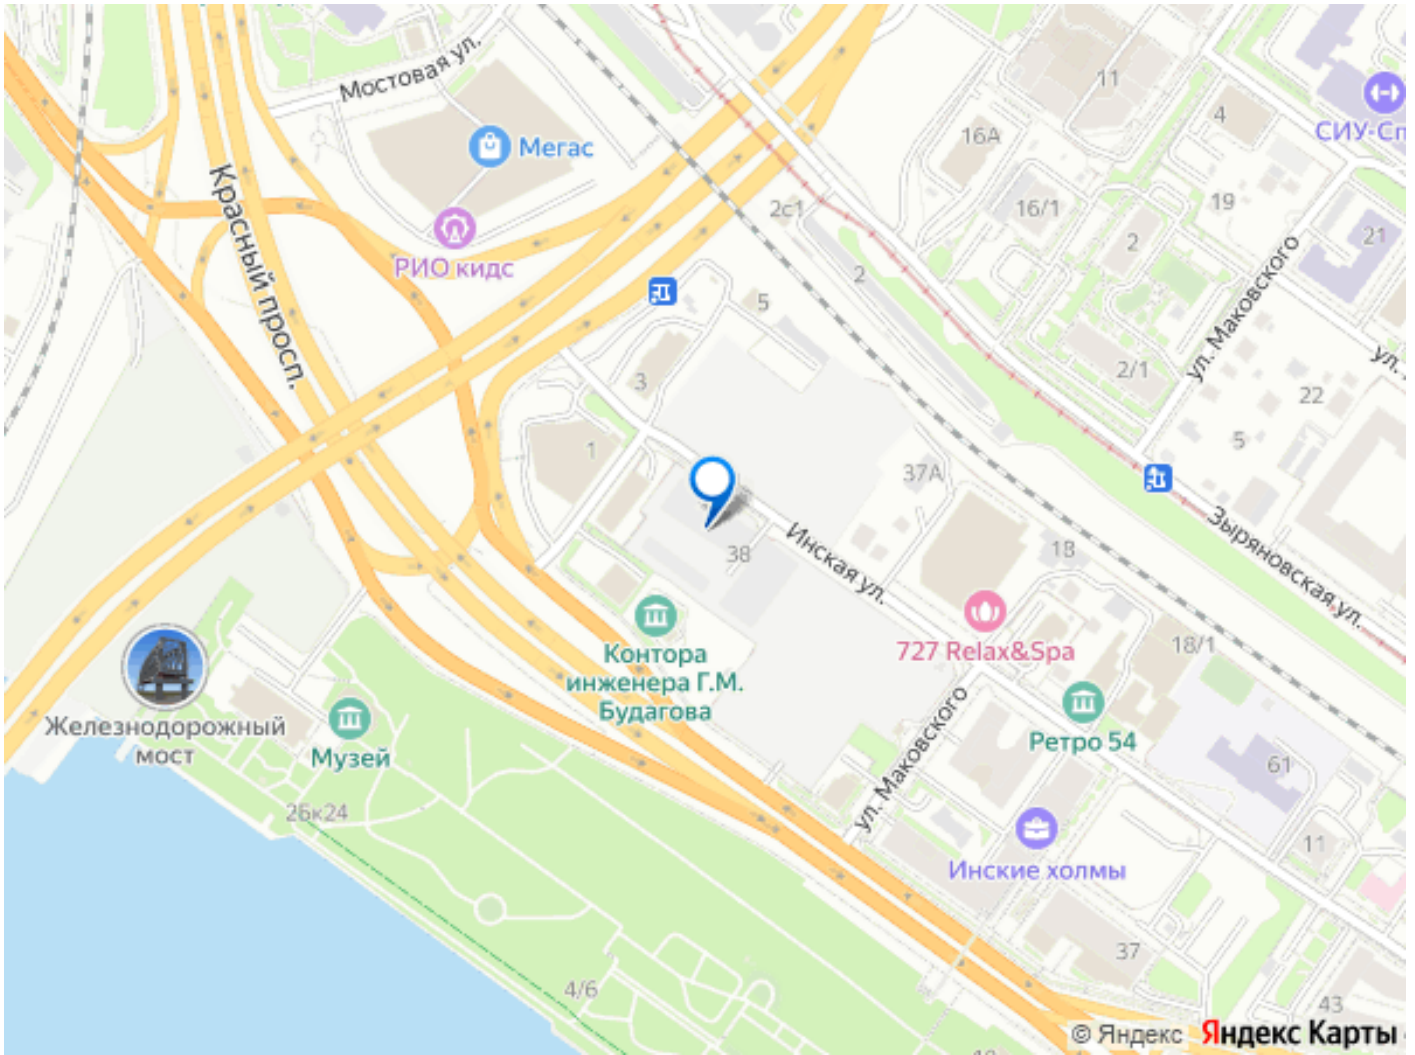 Мостовая ул.
11
4
СИУ-Сп
16А
Мегас
Красный просп.
2с1
16/1
19
2
21
РИО кидс
2
5
ул. Маковского
3
2/1
ул.
22
5
1
37А
Зыряновская ул.
Инская ул.
38
18
727 Relax&Spa
18/1
Контора
инженера Г.М.
Будагова
Железнодорожный
мост
Музей
ул. Маковского
Ретро 54
61
26к24
11
Инские холмы
37
4/6
43
© Яндекс Яндекс Карты